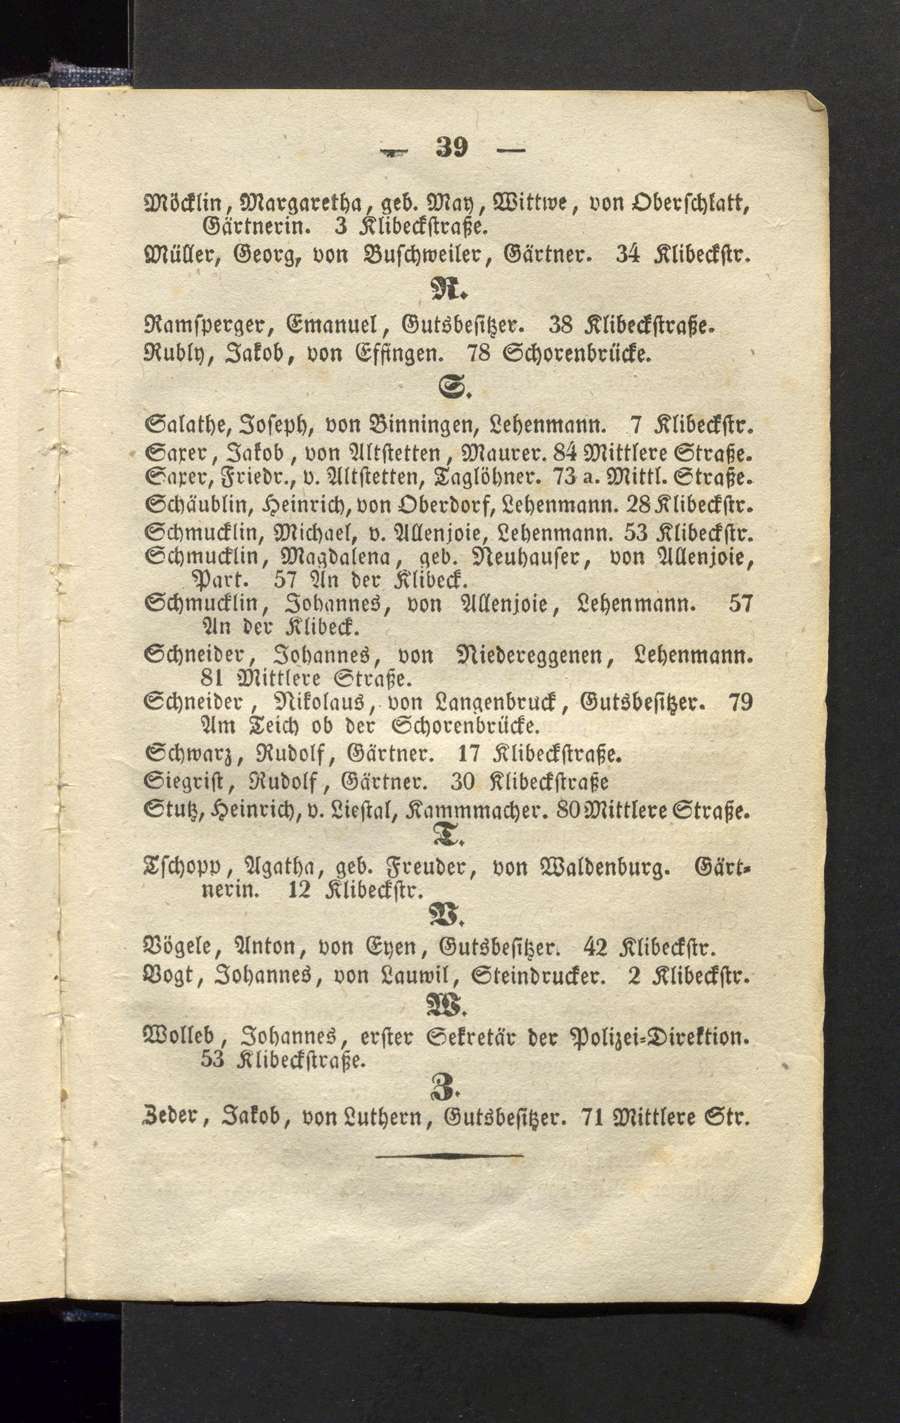 — 39 —
Möcklin, Margaretha, geb. May, Wittwe, von Oberschlatt,
Gärtnerin. 3 Klibeckstraße.
Müller, Georg, von Buschweiler, Gärtner. 34 Klibeckstr.
R.
Ramsperger, Emanuel, Gutsbesitzer. 38 Klibeckstraße.
Rubly, Jakob, von Effingen. 78 Schorenbrücke.
S.
Salathe, Joseph, von Binningen, Lehenmann. 7 Klibeckstr.
Saxer, Jakob, von Altstetten, Maurer. 84 Mittlere Straße.
Saxer, Friedr., v. Altstetten, Taglöhner. 73 a. Mittl. Straße.
Schäublin, Heinrich, von Oberdorf, Lehenmann. 28 Klibeckstr.
Schmucklin, Michael, v. Allenjoie, Lehenmann. 53 Klibeckstr.
Schmucklin, Magdalena, geb. Neuhauser, von Allenjoie,
Part. 57 An der Klibeck.
Schmucklin, Johannes, von Allenjoie, Lehenmann. 57
An der Klibeck.
Schneider, Johannes, von Niedereggenen, Lehenmann.
81 Mittlere Straße.
Schneider, Nikolaus, von Langenbruck, Gutsbesitzer. 79
Am Teich ob der Schorenbrücke.
Schwarz, Rudolf, Gärtner. 17 Klibeckstraße.
Siegrist, Rudolf, Gärtner. 30 Klibeckstraße
Stutz, Heinrich, v. Liestal, Kammmacher. 80 Mittlere Straße.
T.
Tschopp, Agatha, geb. Freuder, von Waldenburg. Gärt-
nerin. 12 Klibeckstr.
V.
Vögele, Anton, von Eyen, Gutsbesitzer. 42 Klibeckstr.
Vogt, Johannes, von Lauwil, Steindrucker. 2 Klibeckstr.
W.
Wolleb, Johannes, erster Sekretär der Polizei-Direktion.
53 Klibeckstraße.
Z.
Zeder, Jakob, von Luthern, Gutsbesitzer. 71 Mittlere Str.